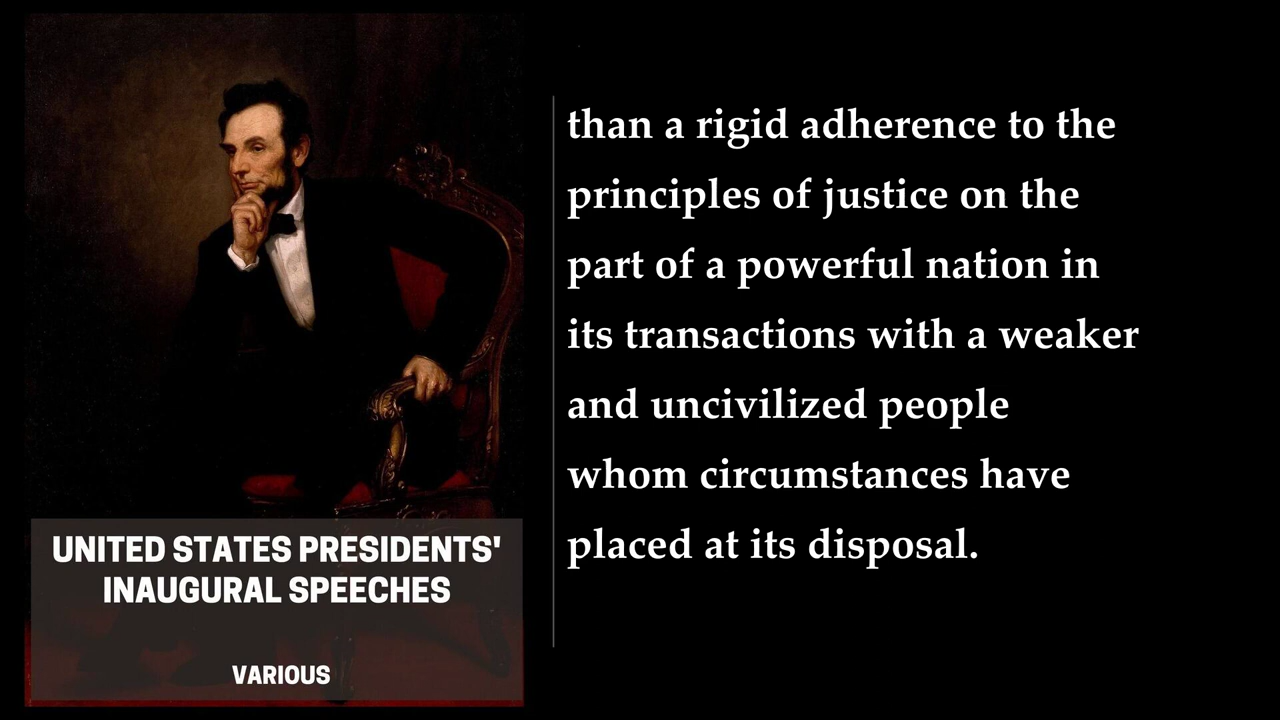 than a rigid adherence to the
principles of justice on the
part of a powerful nation in
its transactions with a weaker
and uncivilized people
whom circumstances have
placed at its disposal.
UNITED STATES PRESIDENTS'
INAUGURAL SPEECHES
VARIOUS